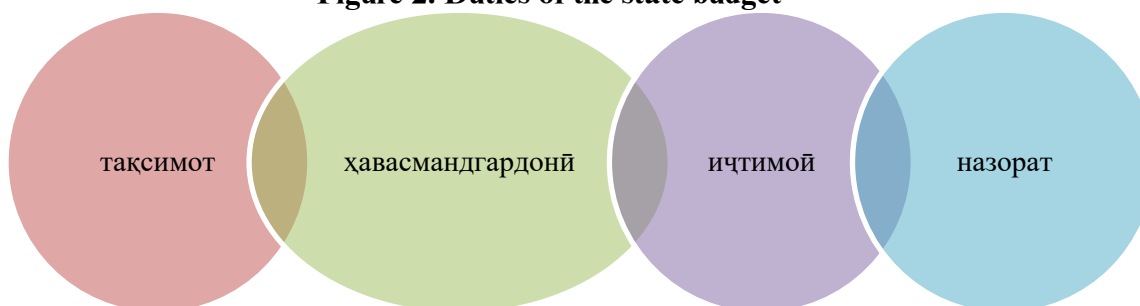 Figure 2. Duties of the state budget
тақсимот
ҳавасмандгардонӣ
иҷтимоӣ
назорат